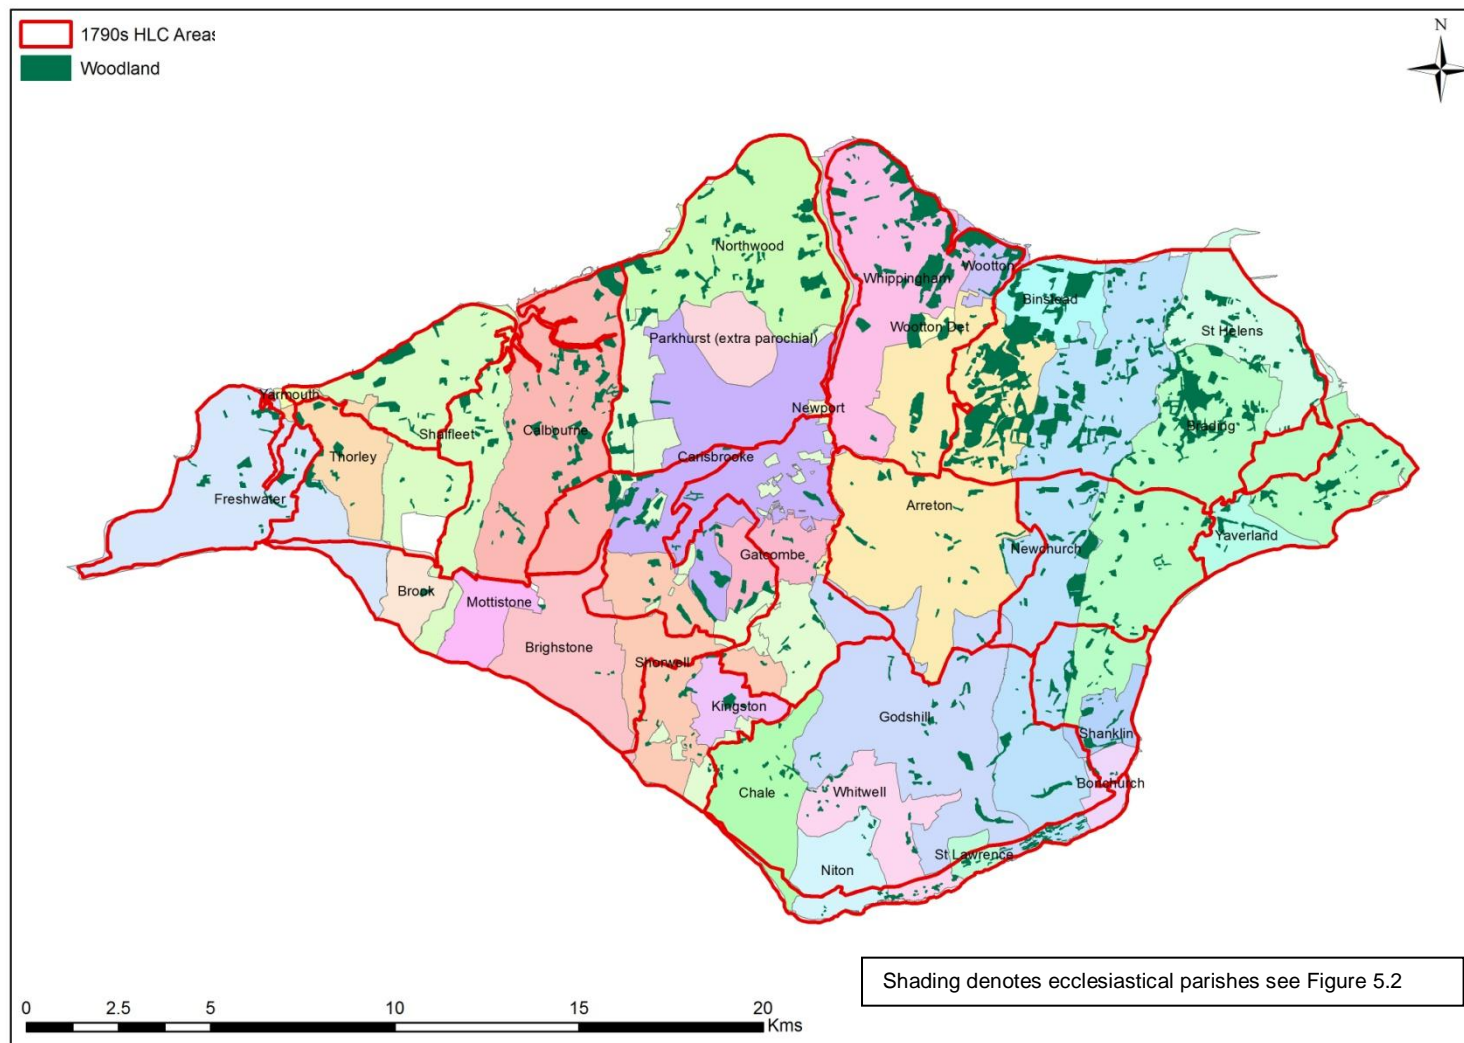 1790s HLC Areas
Woodland
N
Northwood
Whippingham
Wootton
Binstead
St Helens
Parkhurst (extra parochial)
Wootton Det
Yarmouth
Newport
Shalfleet
Calbourne
Brading
Thorley
Carisbrooke
Freshwater
Arreton
Yaverland
Gatcombe
Newchurch
Brook
Mottistone
Brighstone
Shorwell
Kingston
Godshill
Shanklin
Bonchurch
Chale
Whitwell
St Lawrence
Niton
Shading denotes ecclesiastical parishes see Figure 5.2
0 2.5 5 10 15 20
Kms